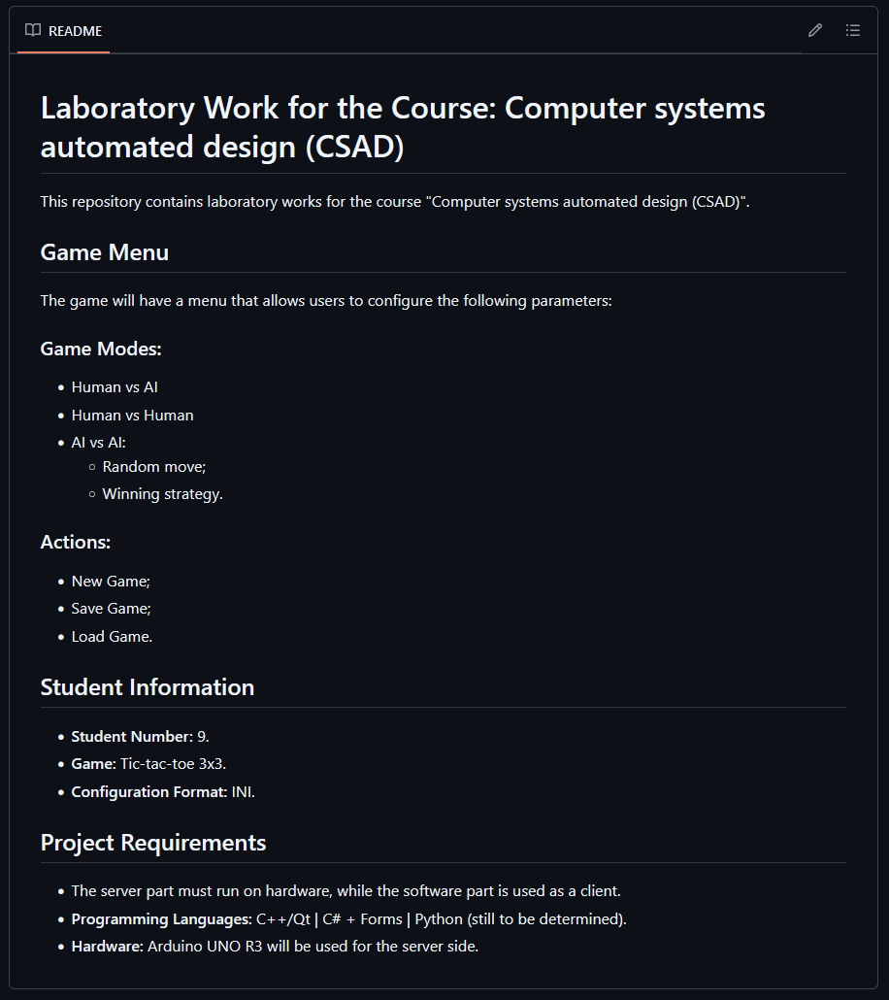 README
Laboratory Work for the Course: Computer systems
automated design (CSAD)
This repository contains laboratory works for the course "Computer systems automated design (CSAD)".
Game Menu
The game will have a menu that allows users to configure the following parameters:
Game Modes:
Human vs AI
Human vs Human
AI vs AI:
Random move;
Winning strategy.
Actions:
New Game;
Save Game;
Load Game.
Student Information
Student Number: 9.
Game: Tic-tac-toe 3x3.
Configuration Format: INI.
Project Requirements
The server part must run on hardware, while the software part is used as a client.
Programming Languages: C++/Qt | C# + Forms | Python (still to be determined).
Hardware: Arduino UNO R3 will be used for the server side.